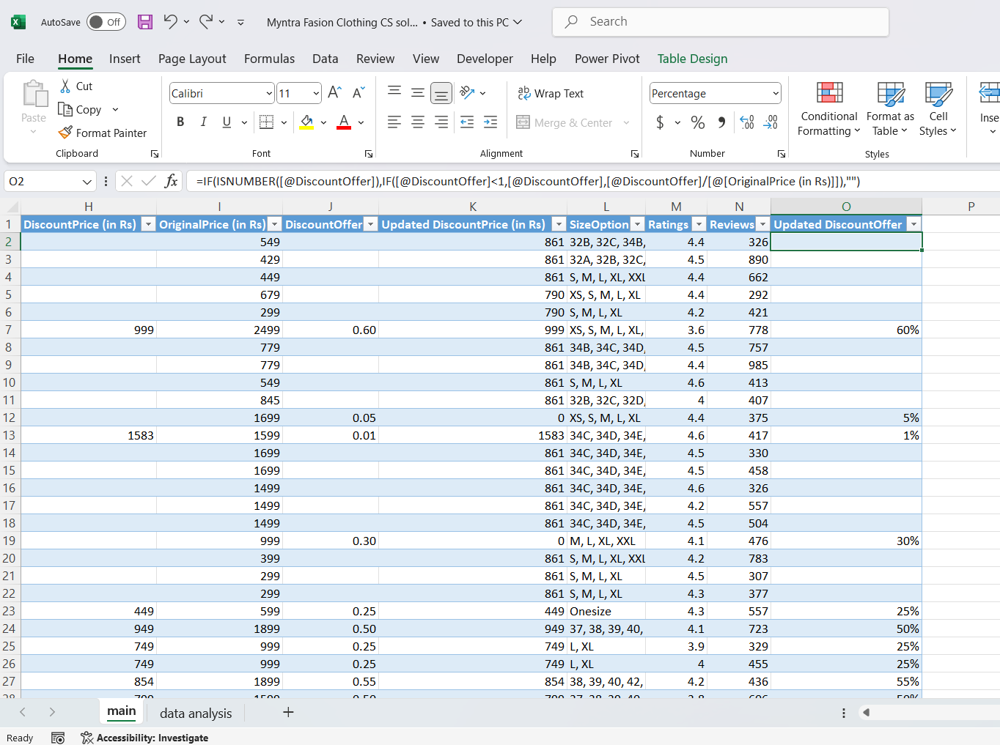 AutoSave Off Myntra Fasion Clothing CS sol... • Saved to this PC Search
File Home Insert Page Layout Formulas Data Review View Developer Help Power Pivot Table Design
Paste Cut Copy Format Painter Clipboard
Calibri 11 B I U A Font
ab Wrap Text Merge & Center Alignment
Percentage $ % Number
Conditional Formatting Format as Table Cell Styles Styles
Inse
O2 fx =IF(ISNUMBER([@DiscountOffer]),IF([@DiscountOffer]<1,[@DiscountOffer],[@DiscountOffer]/[@[OriginalPrice (in Rs)]]),"")
H I J K L M N O P
1 DiscountPrice (in Rs) OriginalPrice (in Rs) DiscountOffer Updated DiscountPrice (in Rs) SizeOption Ratings Reviews Updated DiscountOffer
2 549 861 32B, 32C, 34B, 4.4 326
3 429 861 32A, 32B, 32C, 4.5 890
4 449 861 S, M, L, XL, XXL 4.4 662
5 679 790 XS, S, M, L, XL 4.4 292
6 299 790 S, M, L, XL 4.2 421
7 999 2499 0.60 999 XS, S, M, L, XL, 3.6 778 60%
8 779 861 34B, 34C, 34D, 4.5 757
9 779 861 34B, 34C, 34D, 4.4 985
10 549 861 S, M, L, XL 4.6 413
11 845 861 32B, 32C, 32D, 4 407
12 1699 0.05 0 XS, S, M, L, XL 4.4 375 5%
13 1583 1599 0.01 1583 34C, 34D, 34E, 4.6 417 1%
14 1699 861 34C, 34D, 34E, 4.5 330
15 1699 861 34C, 34D, 34E, 4.5 458
16 1499 861 34C, 34D, 34E, 4.6 326
17 1499 861 34C, 34D, 34E, 4.2 557
18 1499 861 34C, 34D, 34E, 4.5 504
19 999 0.30 0 M, L, XL, XXL 4.1 476 30%
20 399 861 S, M, L, XL, XXL 4.2 783
21 299 861 S, M, L, XL 4.5 307
22 299 861 S, M, L, XL 4.3 377
23 449 599 0.25 449 Onesize 4.3 557 25%
24 949 1899 0.50 949 37, 38, 39, 40, 4.1 723 50%
25 749 999 0.25 749 L, XL 3.9 329 25%
26 749 999 0.25 749 L, XL 4 455 25%
27 854 1899 0.55 854 38, 39, 40, 42, 4.2 436 55%
main data analysis
Ready Accessibility: Investigate